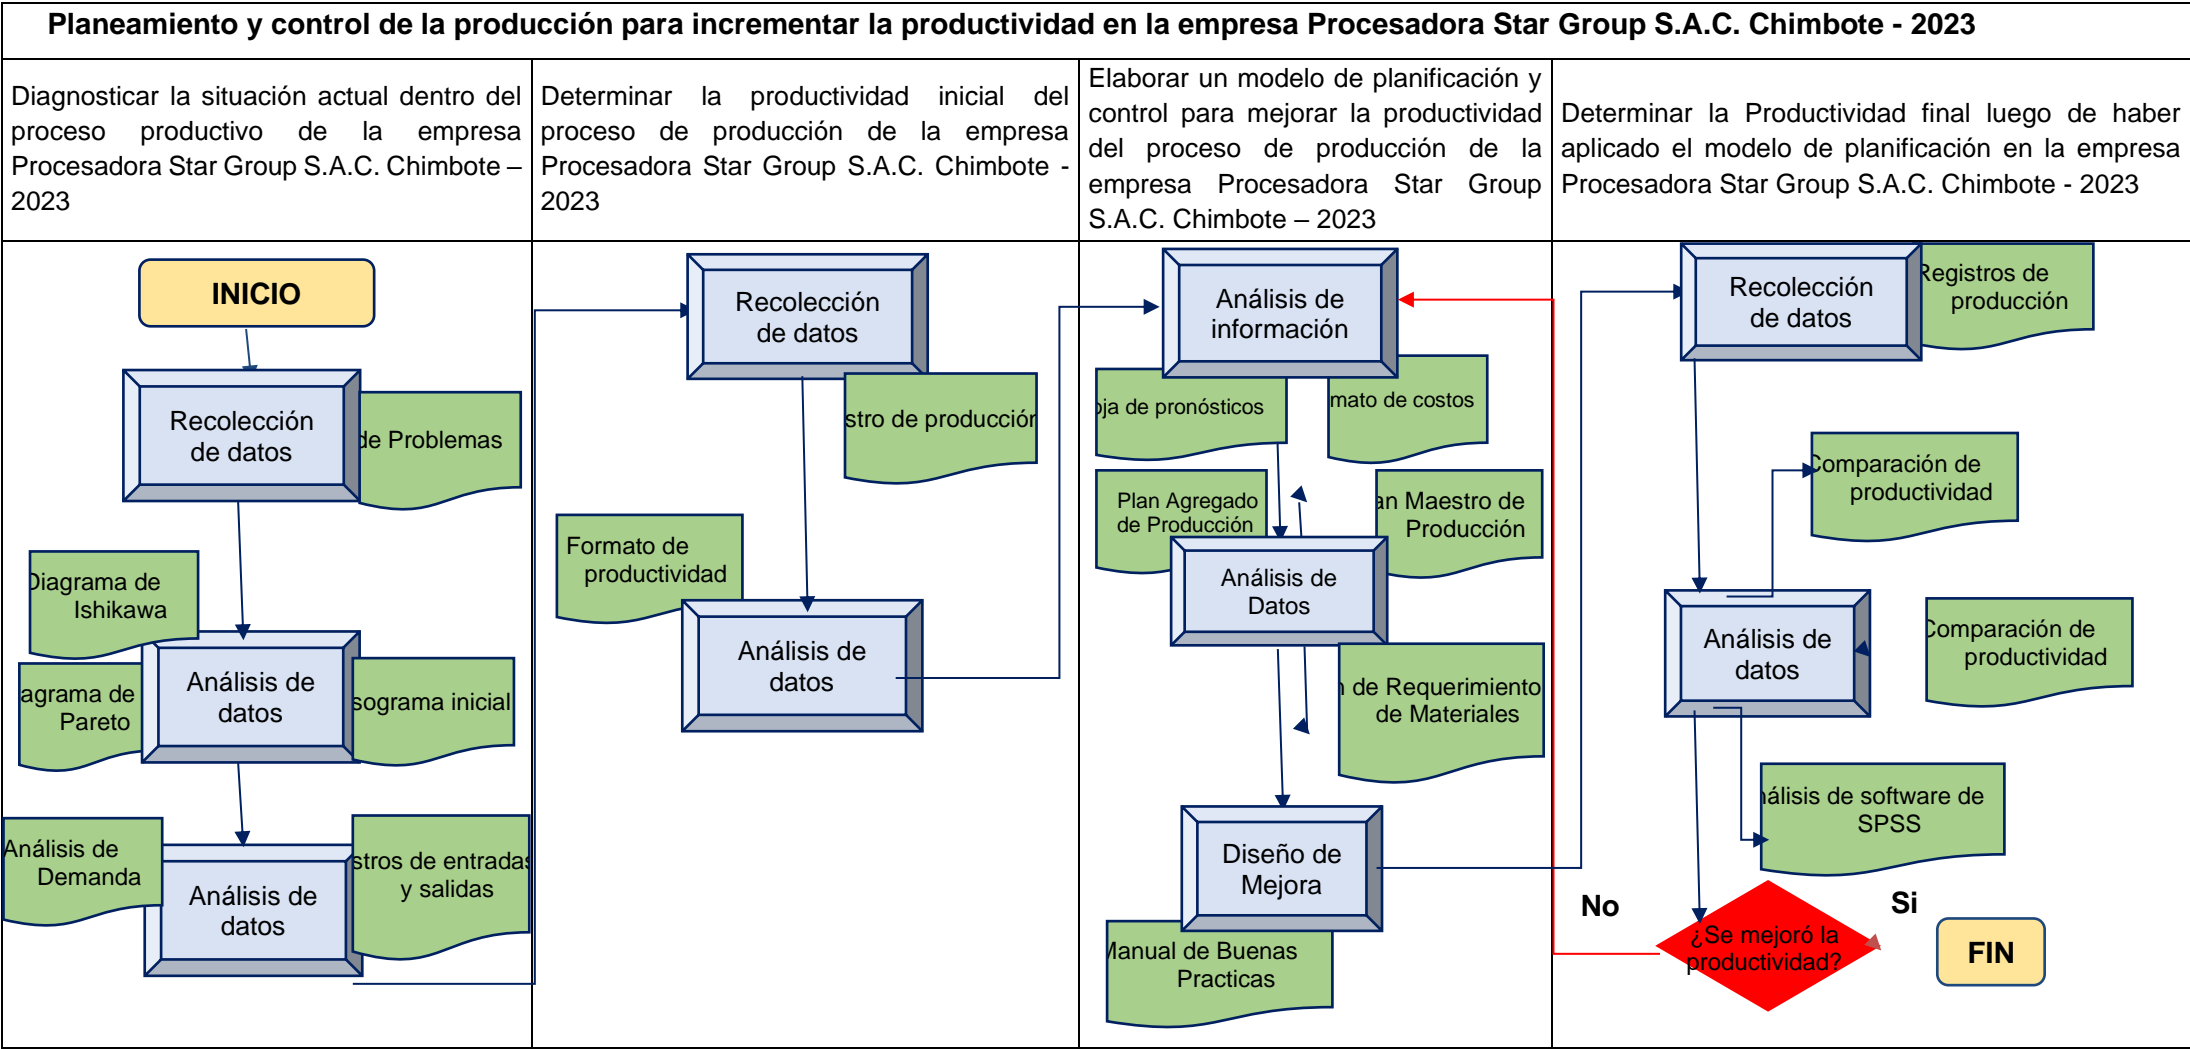 Planeamiento y control de la producción para incrementar la productividad en la empresa Procesadora Star Group S.A.C. Chimbote - 2023
Diagnosticar la situación actual dentro del
proceso productivo de la empresa
Procesadora Star Group S.A.C. Chimbote –
2023
Determinar la productividad inicial del
proceso de producción de la empresa
Procesadora Star Group S.A.C. Chimbote -
2023
Elaborar un modelo de planificación y
control para mejorar la productividad
del proceso de producción de la
empresa Procesadora Star Group
S.A.C. Chimbote – 2023
Determinar la Productividad final luego de haber
aplicado el modelo de planificación en la empresa
Procesadora Star Group S.A.C. Chimbote - 2023
INICIO
Recolección
de datos
de Problemas
Diagrama de
Ishikawa
agrama de
Pareto
Análisis de
datos
sograma inicial
Análisis de
Demanda
Análisis de
datos
stros de entradas
y salidas
Recolección
de datos
stro de producción
Formato de
productividad
Análisis de
datos
Análisis de
información
oja de pronósticos
mato de costos
Plan Agregado
de Producción
an Maestro de
Producción
Análisis de
Datos
n de Requerimiento
de Materiales
Diseño de
Mejora
Manual de Buenas
Practicas
Recolección
de datos
Registros de
producción
Comparación de
productividad
Análisis de
datos
Comparación de
productividad
nálisis de software de
SPSS
No
Si
¿Se mejoró la
productividad?
FIN